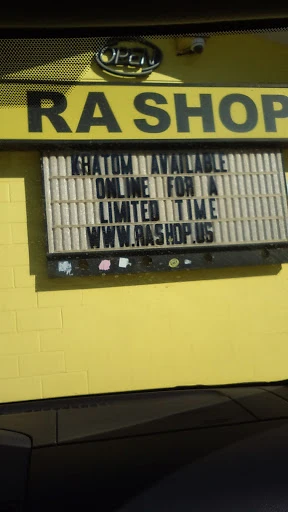 OPEN
RA SHOP
KRATOM AVAILABLE
ONLINE FOR A
LIMITED TIME
WWW.RASHOP.US